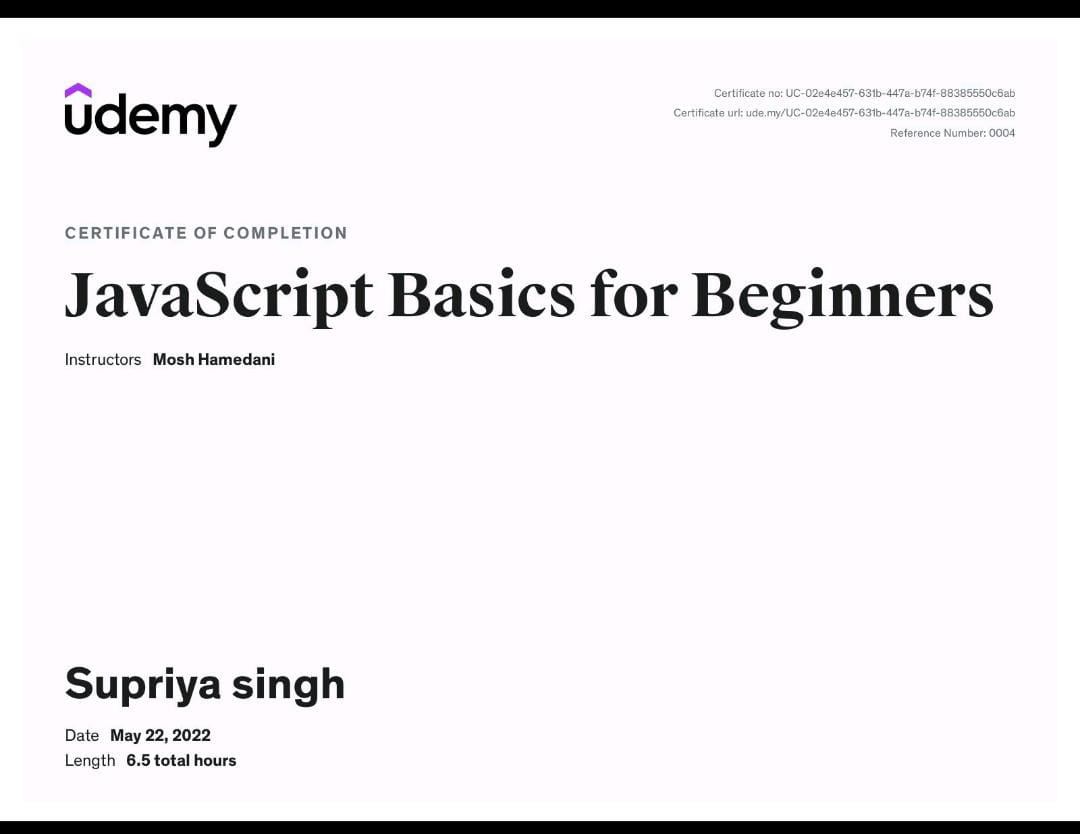 udemy
Certificate no: UC-02e4e457-631b-447a-b74f-88385550c6ab
Certificate url: ude.my/UC-02e4e457-631b-447a-b74f-88385550c6ab
Reference Number: 0004
CERTIFICATE OF COMPLETION
JavaScript Basics for Beginners
Instructors Mosh Hamedani
Supriya singh
Date May 22, 2022
Length 6.5 total hours